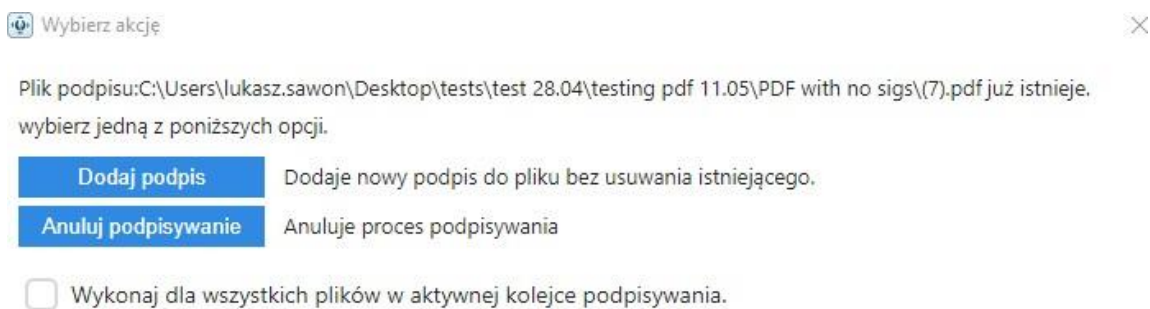 Wybierz akcję
Plik podpisu:C:\Users\lukasz.sawon\Desktop\tests\test 28.04\testing pdf 11.05\PDF with no sigs\(7).pdf już istnieje.
wybierz jedną z poniższych opcji.
Dodaj podpis Dodaje nowy podpis do pliku bez usuwania istniejącego.
Anuluj podpisywanie Anuluje proces podpisywania
Wykonaj dla wszystkich plików w aktywnej kolejce podpisywania.